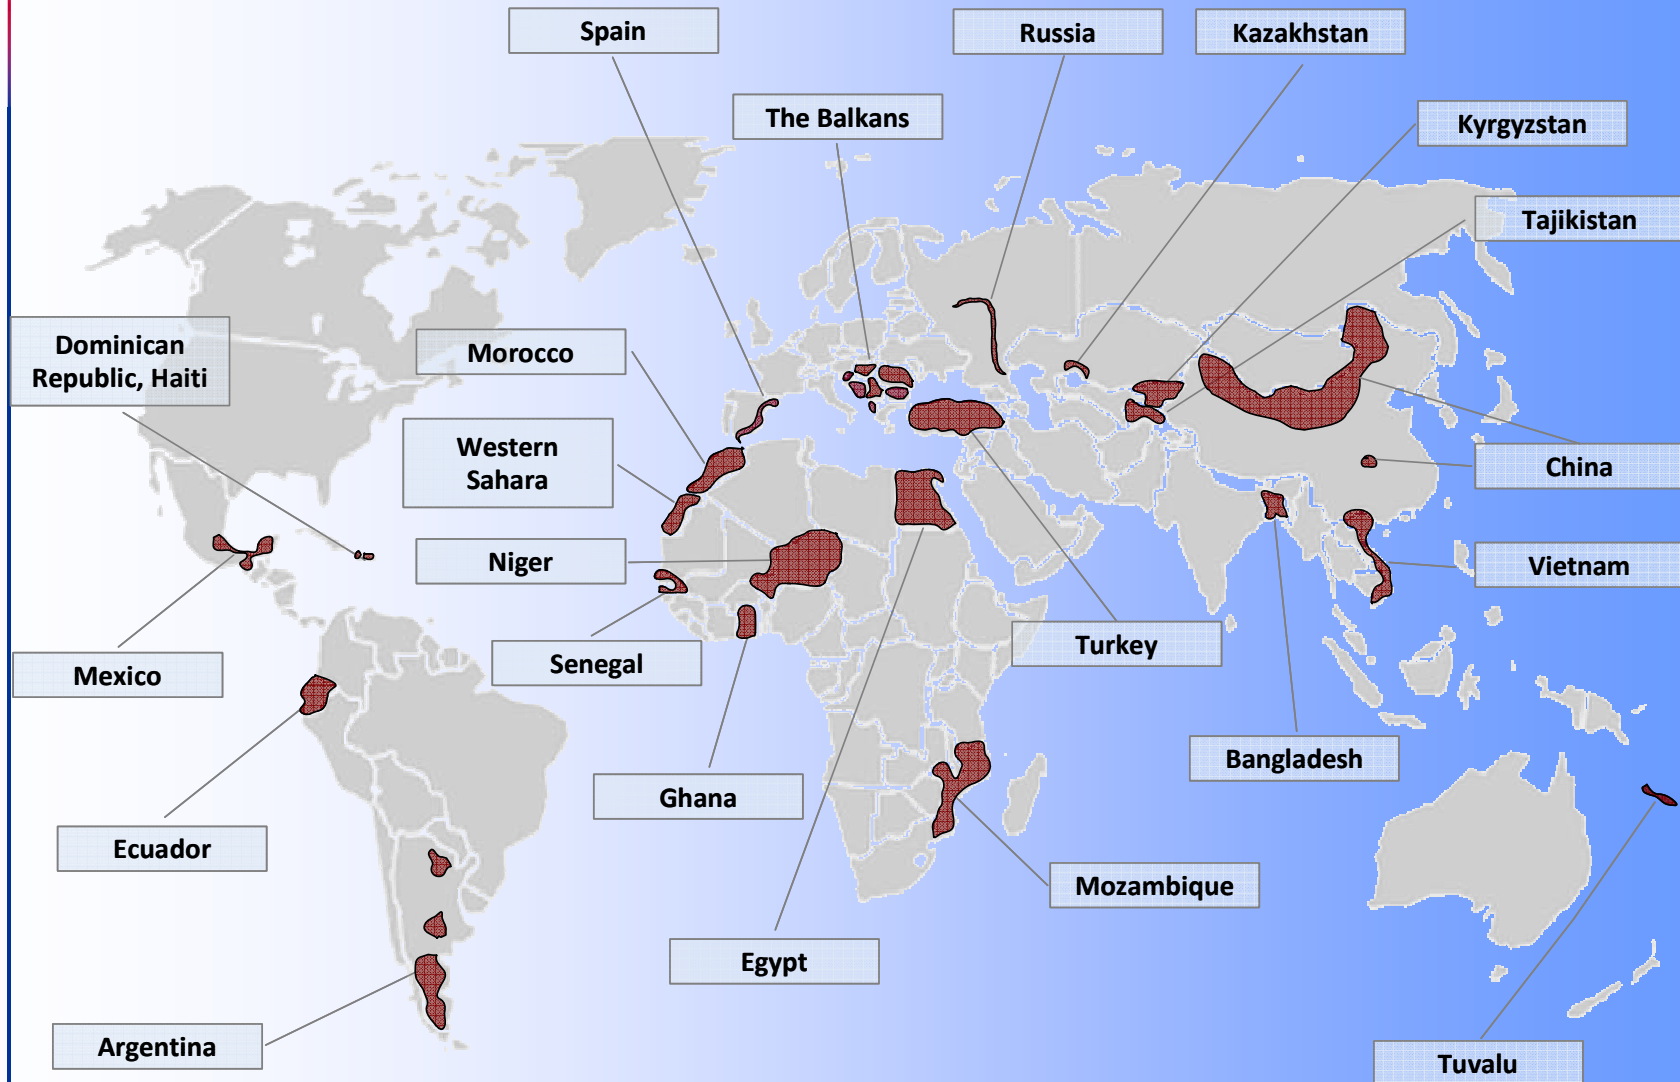 Spain
Russia
Kazakhstan
The Balkans
Kyrgyzstan
Tajikistan
Dominican
Republic, Haiti
Morocco
Western
Sahara
China
Niger
Vietnam
Senegal
Turkey
Mexico
Bangladesh
Ghana
Ecuador
Mozambique
Egypt
Argentina
Tuvalu